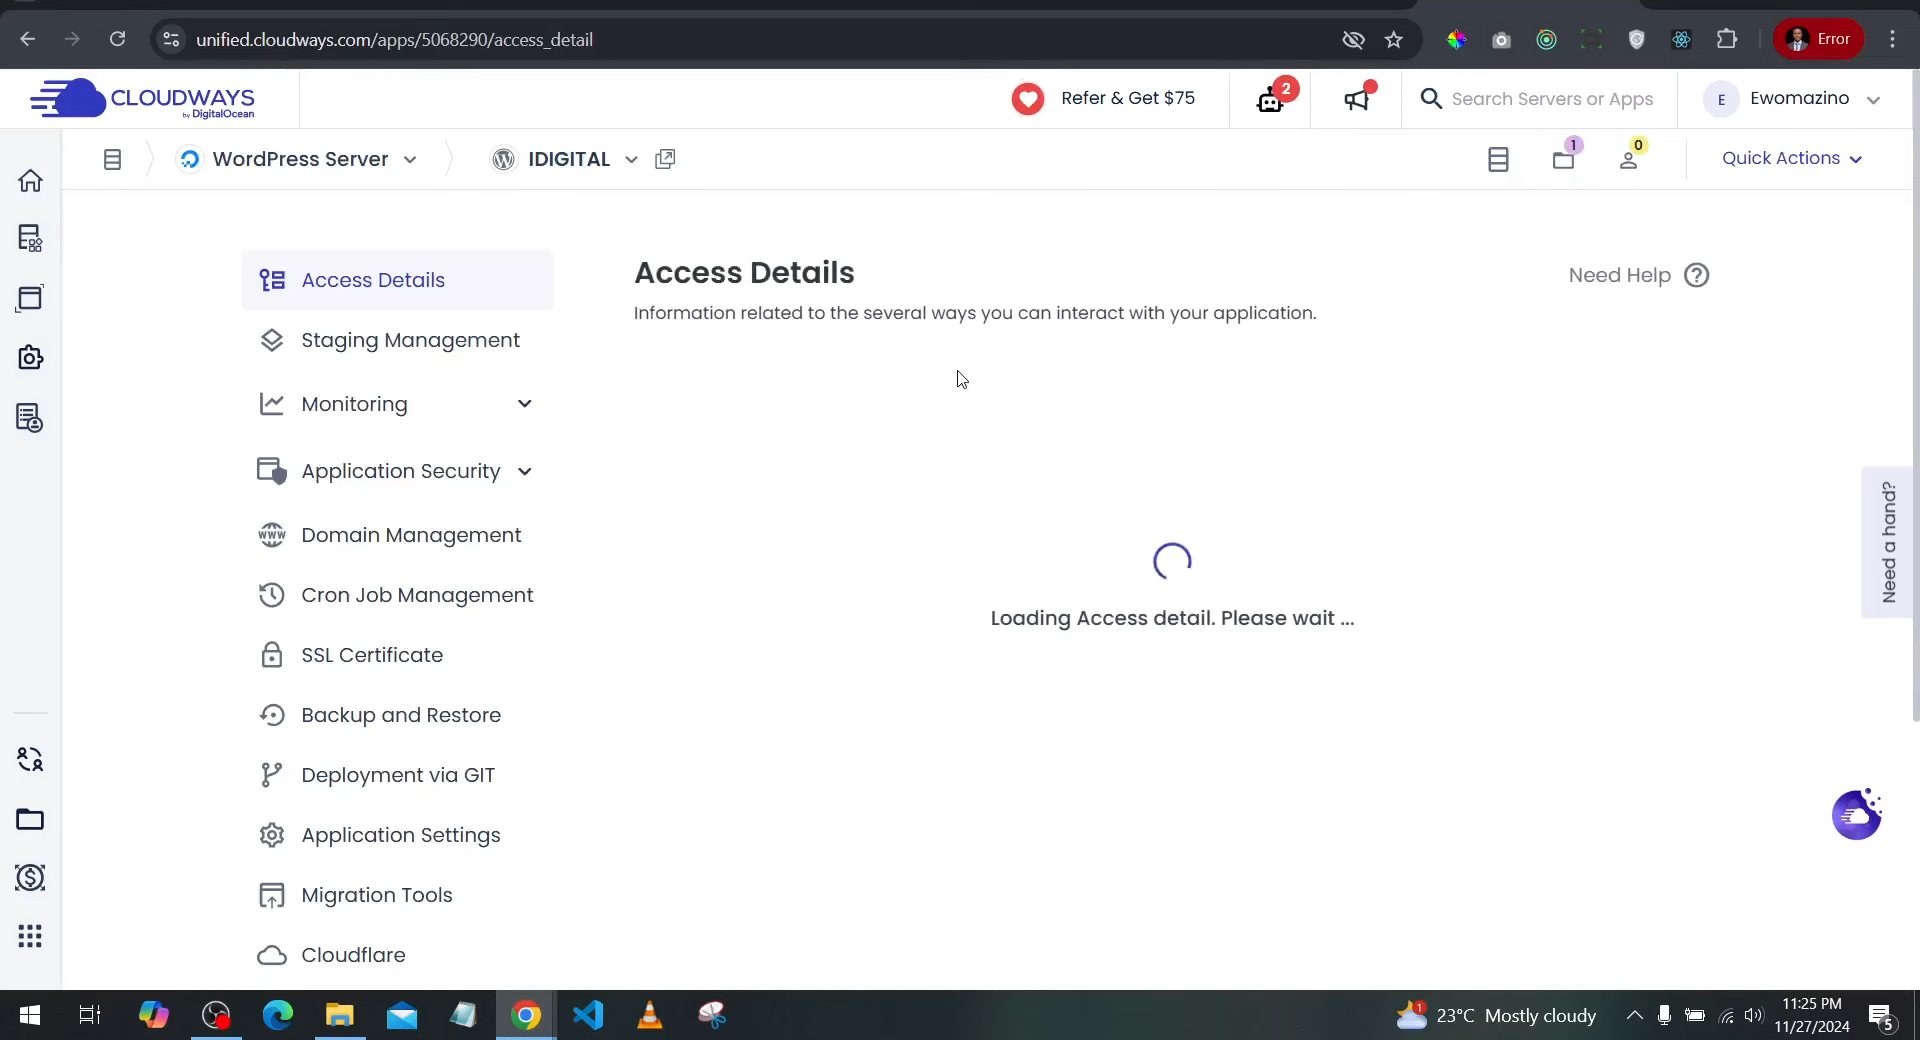 unified.cloudways.com/apps/5068290/access_detail
Error
CLOUDWAYS
by DigitalOcean
Refer & Get $75
2
Search Servers or Apps
E
Ewomazino
WordPress Server
IDIGITAL
1
0
Quick Actions
Access Details
Staging Management
Monitoring
Application Security
WWW
Domain Management
Cron Job Management
SSL Certificate
Backup and Restore
Deployment via GIT
Application Settings
Migration Tools
Cloudflare
Access Details
Need Help
Information related to the several ways you can interact with your application.
Loading Access detail. Please wait ...
Need a hand?
1
23°C Mostly cloudy
11:25 PM
11/27/2024
5